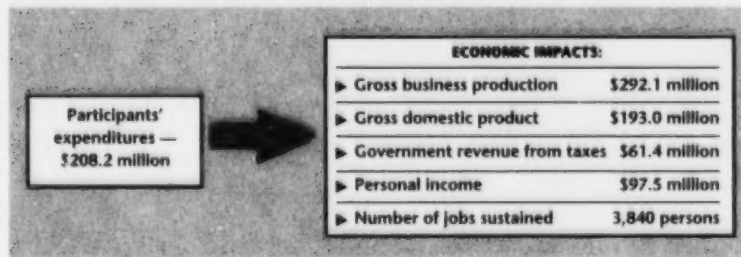 Participants'
expenditures —
$208.2 million
ECONOMIC IMPACTS:
▶ Gross business production $292.1 million
▶ Gross domestic product $193.0 million
▶ Government revenue from taxes $61.4 million
▶ Personal income $97.5 million
▶ Number of jobs sustained 3,840 persons